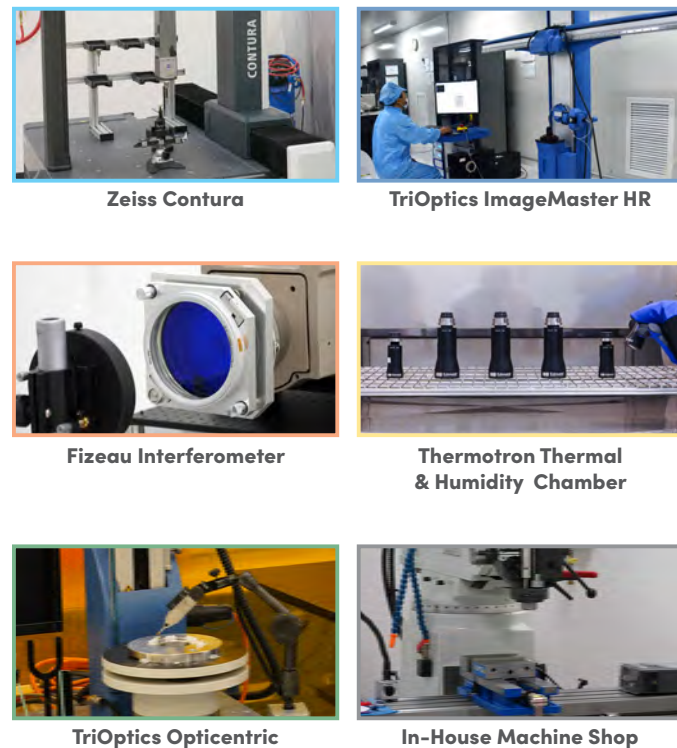 CONTURA
Zeiss Contura
TriOptics ImageMaster HR
Fizeau Interferometer
Thermotron Thermal
& Humidity Chamber
TriOptics Opticentric
In-House Machine Shop